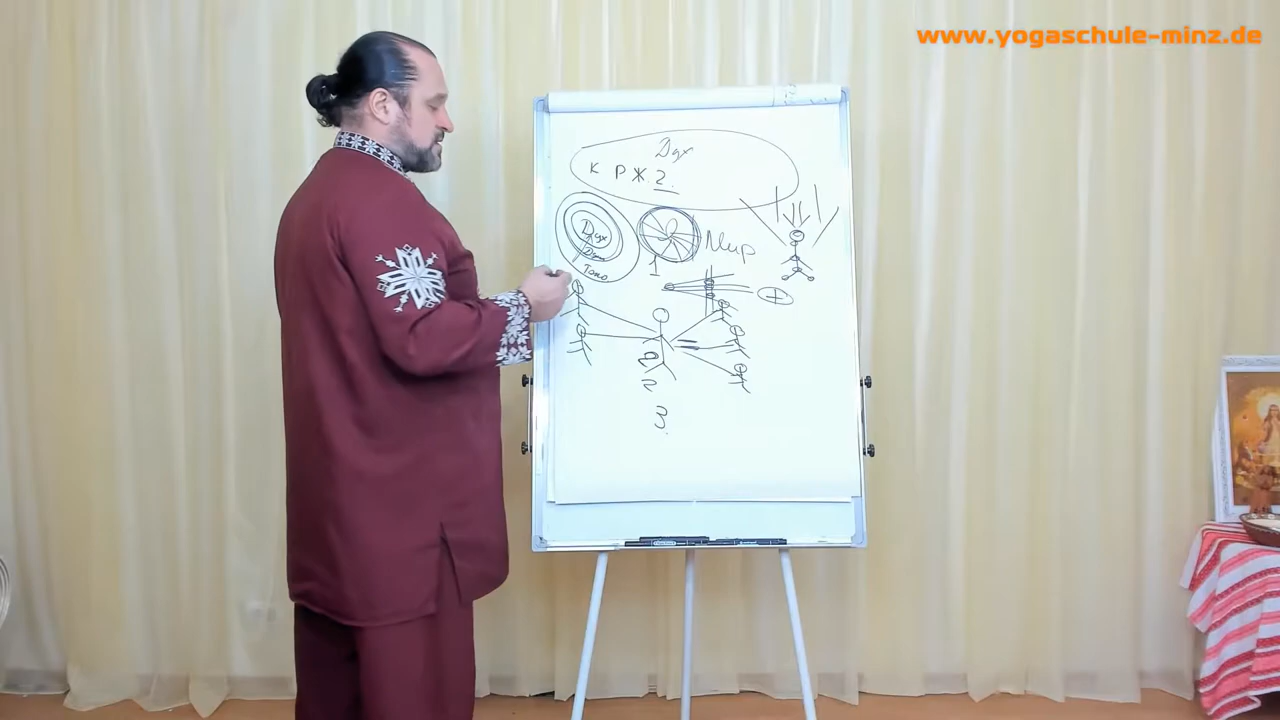 www.yogaschule-minz.de
Дух
К Р Ж 2.
Дух
Тело
Мир
1
+
2
3.